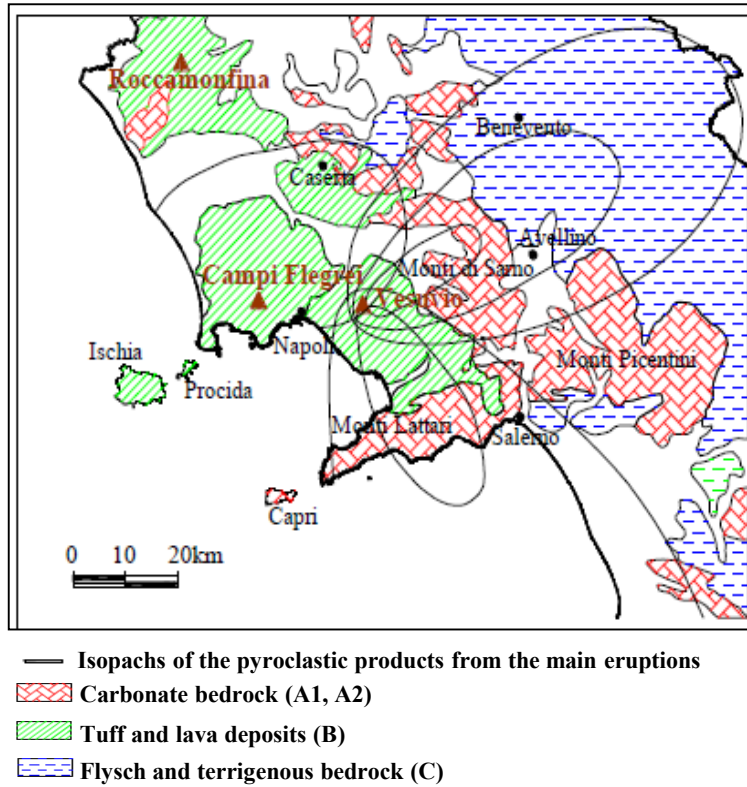 Roccamonfina
Benevento
Caserta
Avellino
Monti di Sarno
Campi Flegrei
Vesuvio
Ischia
Napoli
Monti Picentini
Procida
Monti Lattari
Salerno
Capri
0 10 20km
Isopachs of the pyroclastic products from the main eruptions
Carbonate bedrock (A1, A2)
Tuff and lava deposits (B)
Flysch and terrigenous bedrock (C)